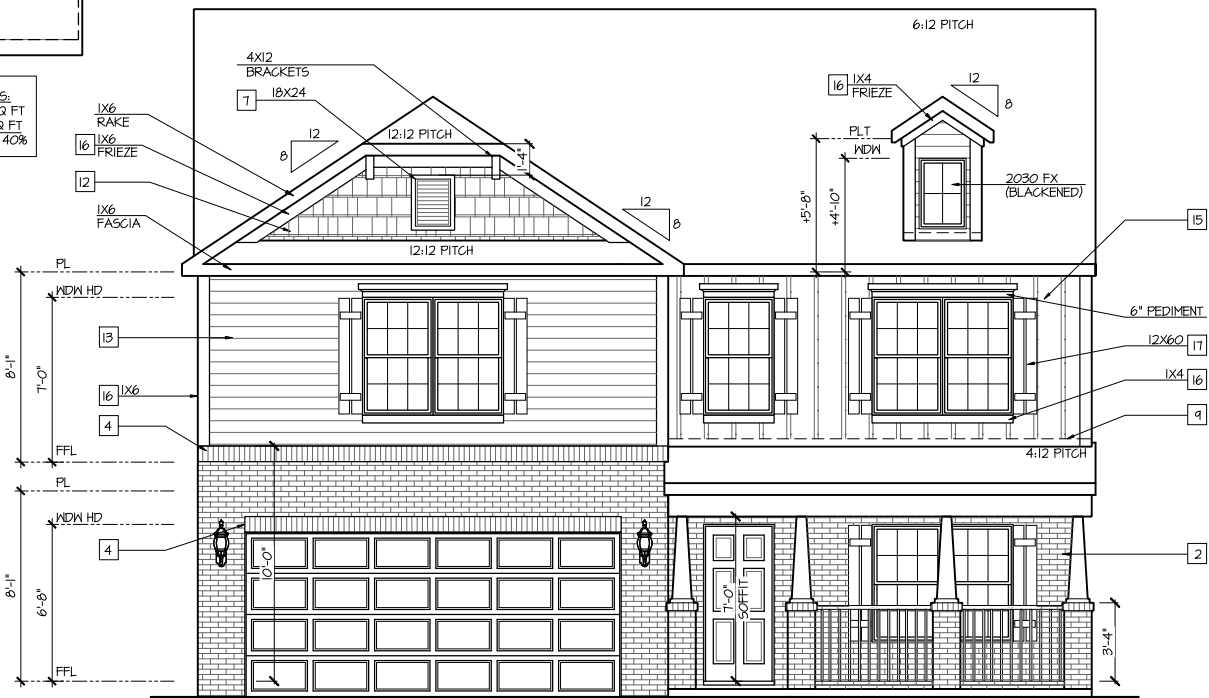 6:12 PITCH
S:
Q FT
Q FT
40%
4X12
BRACKETS
7
18X24
1X6
RAKE
16
1X6
FRIEZE
12
1X6
FASCIA
12
8
12:12 PITCH
1'-4"
12
8
12:12 PITCH
16
1X4
FRIEZE
12
8
PLT
WDW
+5'-8"
+4'-10"
2030 FX
(BLACKENED)
15
6" PEDIMENT
12X60
17
1X4
16
9
4:12 PITCH
PL
WDW HD
8'-1"
7'-0"
13
16
1X6
4
FFL
PL
WDW HD
4
8'-1"
6'-8"
FFL
10'-0"
7'-0"
SOFFIT
2
3'-4"